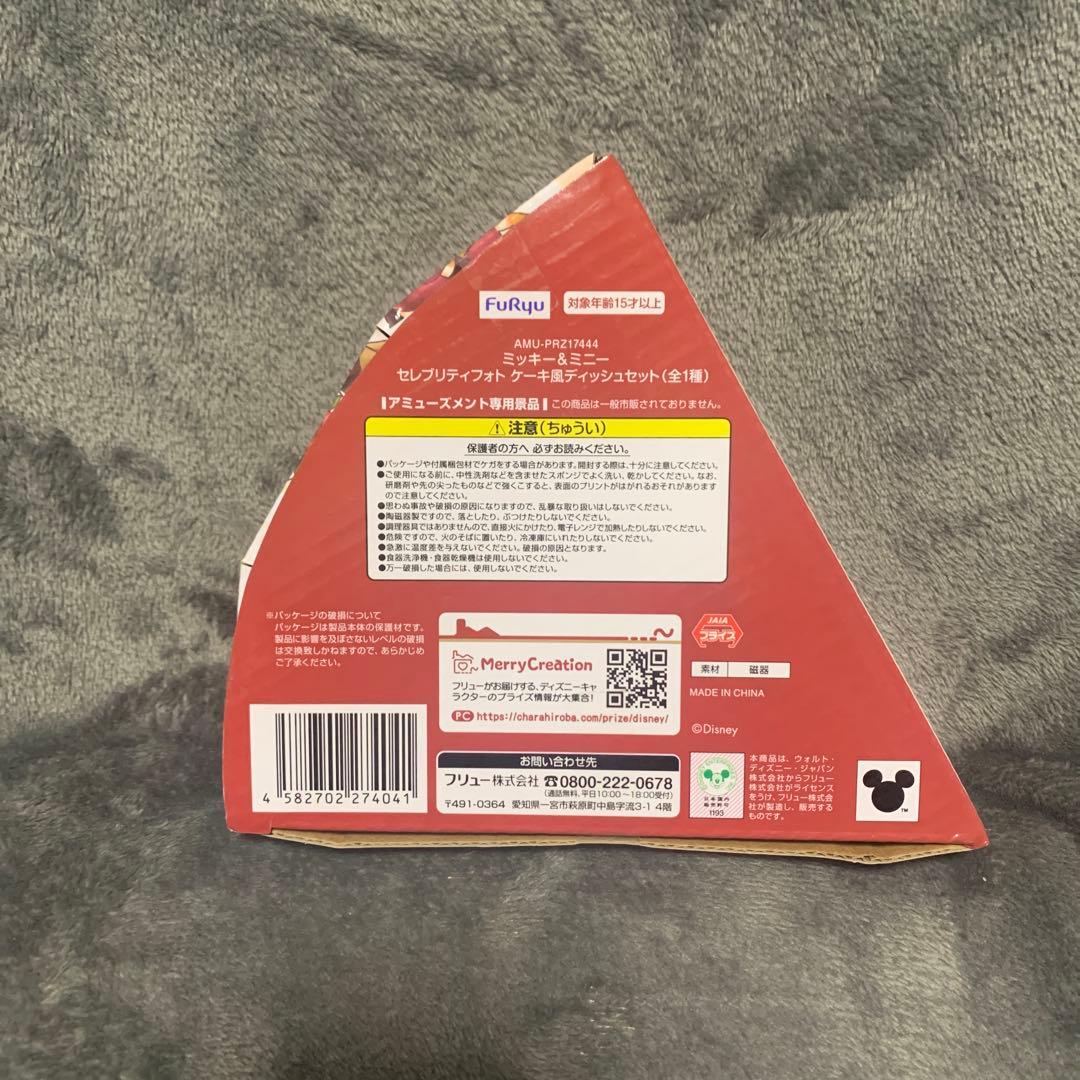 FuRyu 対象年齢15才以上
AMU-PRZ17444
ミッキー&ミニー
セレブリティフォト ケーキ風ディッシュセット(全1種)
アミューズメント専用景品 この商品は一般市販されておりません。
⚠注意(ちゅうい)
保護者の方へ 必ずお読みください。
●パッケージや付属梱包材でケガをする場合があります。開封する際は、十分に注意してください。
●ご使用になる前に、中性洗剤などを含ませたスポンジでよく洗い、乾かしてください。なお、
研磨剤や先の尖ったものなどで強くこすると、表面のプリントがはがれるおそれがあります
ので注意してください。
●思わぬ事故や破損の原因になりますので、乱暴な取り扱いはしないでください。
●陶磁器製ですので、落としたり、ぶつけたりしないでください。
●調理器具ではありませんので、直接火にかけたり、電子レンジで加熱したりしないでください。
●危険ですので、火のそばに置いたり、冷凍庫にいれたりしないでください。
●急激に温度差を与えないでください。破損の原因となります。
●食器洗浄機・食器乾燥機は使用しないでください。
●万一破損した場合には、使用しないでください。
※パッケージの破損について
パッケージは製品本体の保護材です。
製品に影響を及ぼさないレベルの破損
は交換致しかねますので、あらかじめ
ご了承ください。
MerryCreation
フリューがお届けする、ディズニーキャ
ラクターのプライズ情報が大集合!
PC https://charahiroba.com/prize/disney/
JAIA
プライズ
素材 磁器
MADE IN CHINA
©Disney
4 582702 274041
お問い合わせ先
フリュー株式会社 ☎0800-222-0678
(通話無料、平日10:00~18:00受付)
〒491-0364 愛知県一宮市萩原町中島字流3-1 4階
日本国内
販売許可
1193
本商品は、ウォルト・
ディズニー・ジャパン
株式会社からフリュー
株式会社がライセンス
をうけ、フリュー株式会
社が製造し、販売する
ものです。
TM